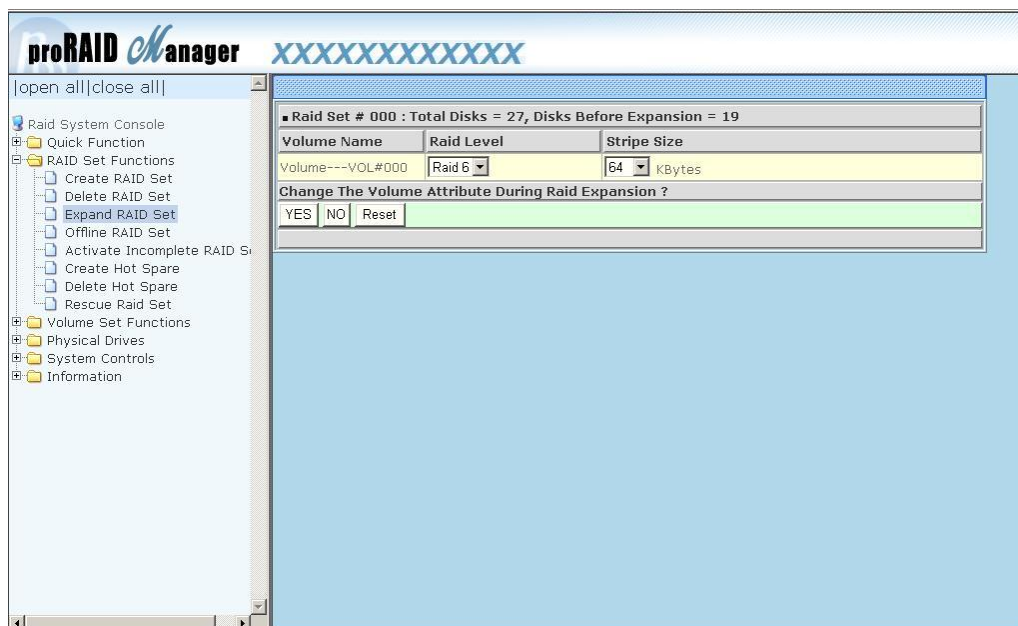 proRAID Manager XXXXXXXXXXXX
|open all|close all|
Raid System Console
Quick Function
RAID Set Functions
Create RAID Set
Delete RAID Set
Expand RAID Set
Offline RAID Set
Activate Incomplete RAID S
Create Hot Spare
Delete Hot Spare
Rescue Raid Set
Volume Set Functions
Physical Drives
System Controls
Information
▪ Raid Set # 000 : Total Disks = 27, Disks Before Expansion = 19
Volume Name Raid Level Stripe Size
Volume---VOL#000 Raid 6 64 KBytes
Change The Volume Attribute During Raid Expansion ?
YES NO Reset